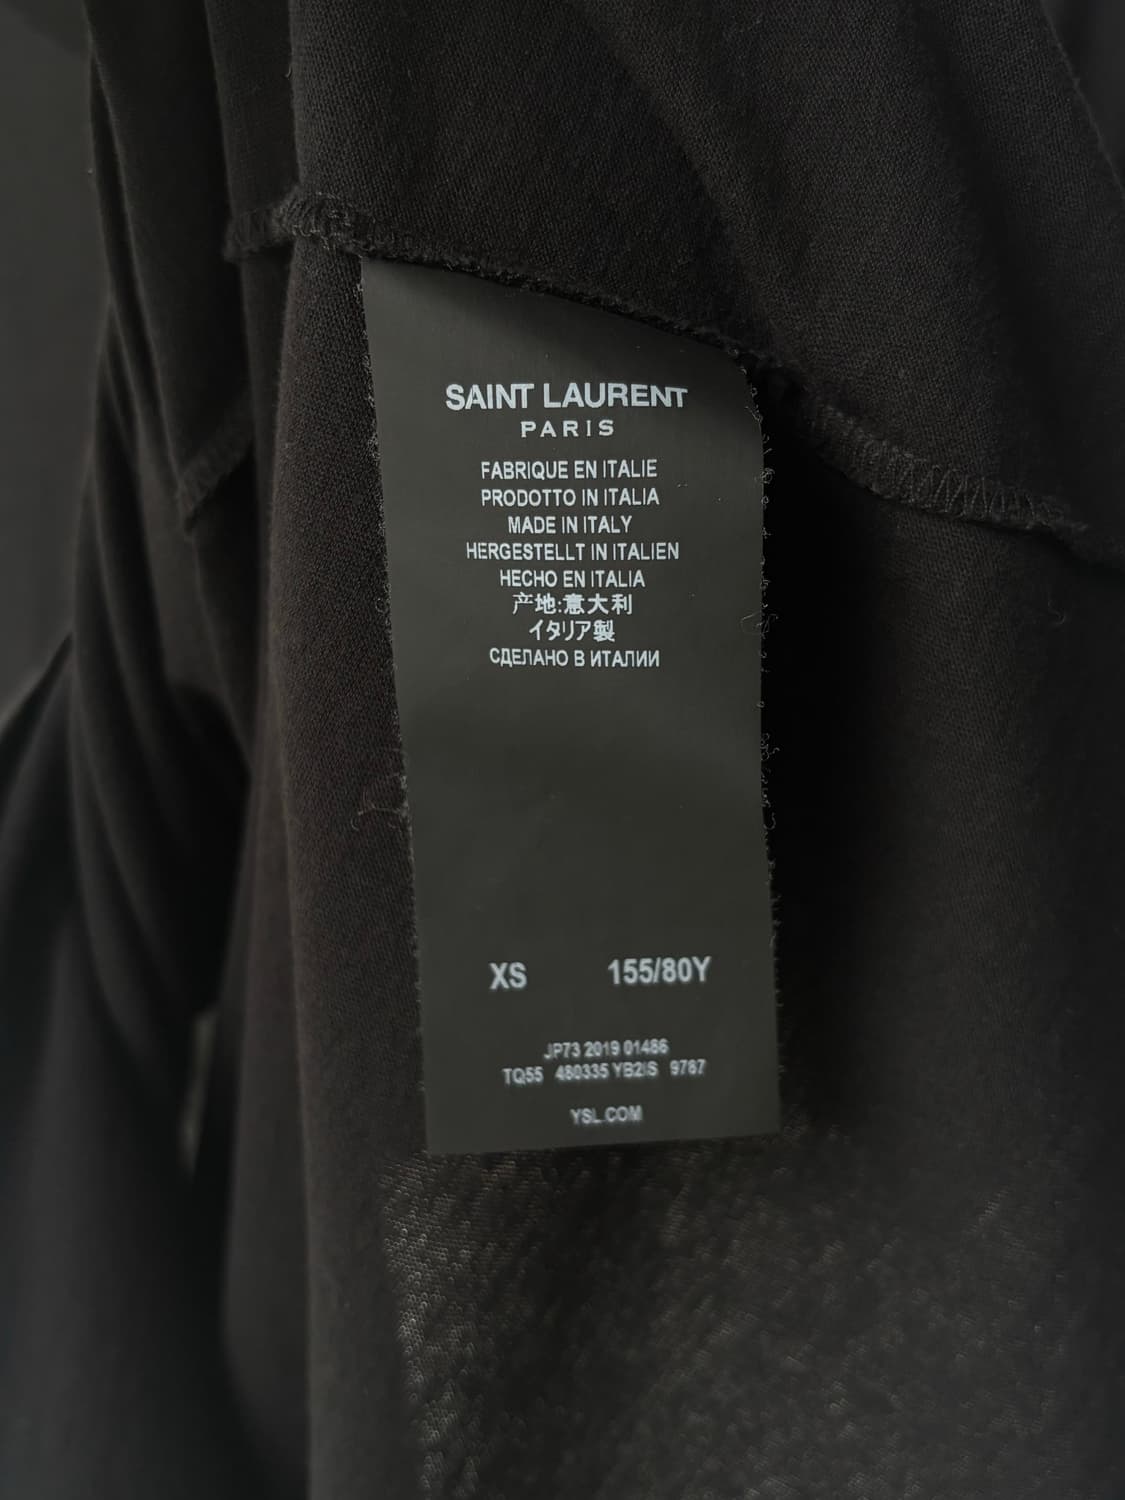 SAINT LAURENT
PARIS
FABRIQUE EN ITALIE
PRODOTTO IN ITALIA
MADE IN ITALY
HERGESTELLT IN ITALIEN
HECHO EN ITALIA
产地:意大利
イタリア製
СДЕЛАНО В ИТАЛИИ
XS 155/80Y
JP73 2019 01486
TQ55 480335 YB2IS 9787
YSL.COM